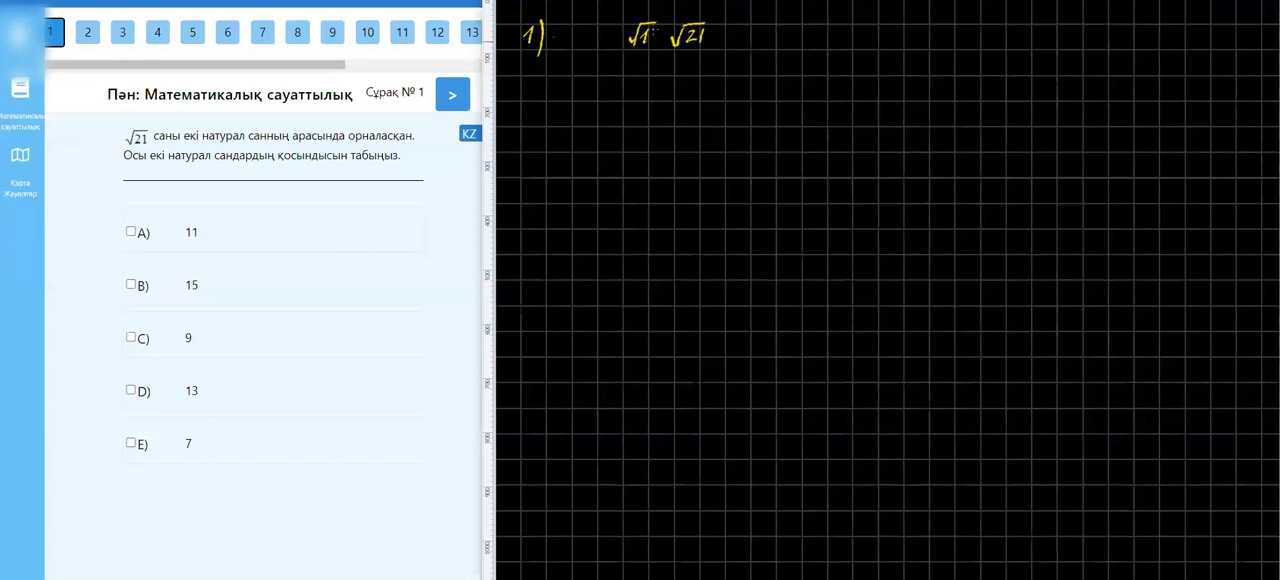 1 2 3 4 5 6 7 8 9 10 11 12 13
1) √1 √21
Пән: Математикалық сауаттылық Сұрақ № 1 >
Математикалық
сауаттылық
√21 саны екі натурал санның арасында орналасқан.
KZ
Осы екі натурал сандардың қосындысын табыңыз.
Карта
Жауаптар
A) 11
B) 15
C) 9
D) 13
E) 7